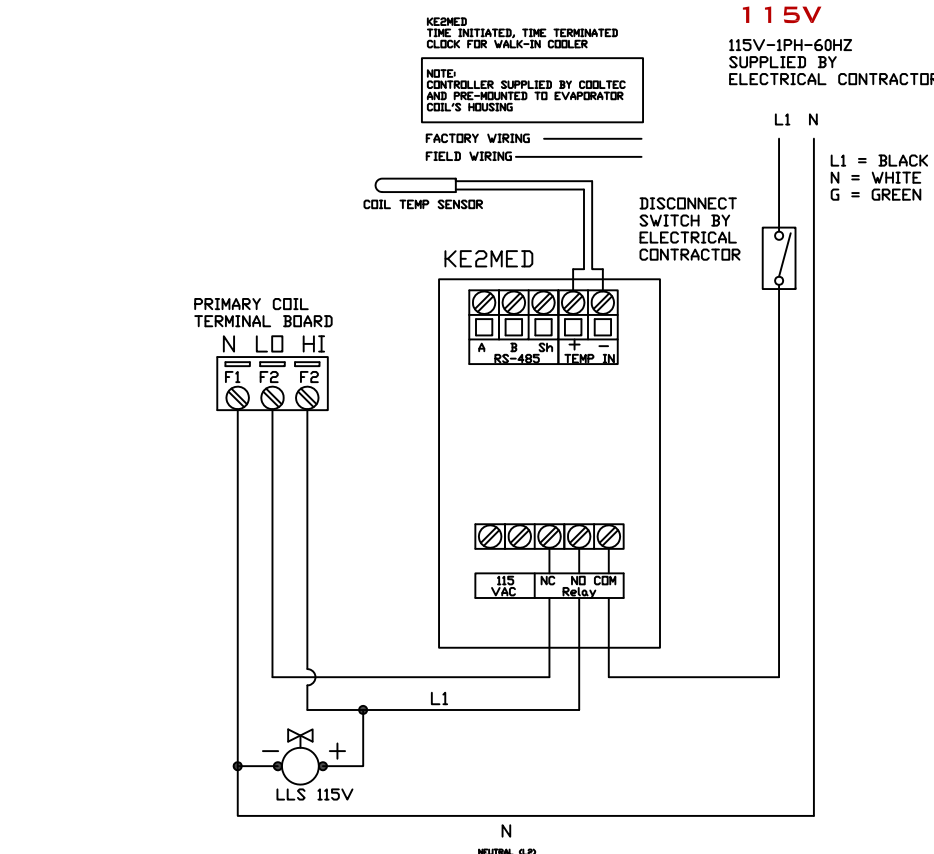 KE2MED
TIME INITIATED, TIME TERMINATED
CLOCK FOR WALK-IN COOLER
NOTE:
CONTROLLER SUPPLIED BY COOLTEC
AND PRE-MOUNTED TO EVAPORATOR
COIL'S HOUSING
FACTORY WIRING
FIELD WIRING
115V
115V-1PH-60HZ
SUPPLIED BY
ELECTRICAL CONTRACTOR
L1 N
L1 = BLACK
N = WHITE
G = GREEN
COIL TEMP SENSOR
DISCONNECT
SWITCH BY
ELECTRICAL
CONTRACTOR
KE2MED
PRIMARY COIL
TERMINAL BOARD
N LO HI
F1 F2 F2
A B Sh + -
RS-485 TEMP IN
115
VAC
NC NO COM
Relay
L1
- +
LLS 115V
N
NEUTRAL (L2)